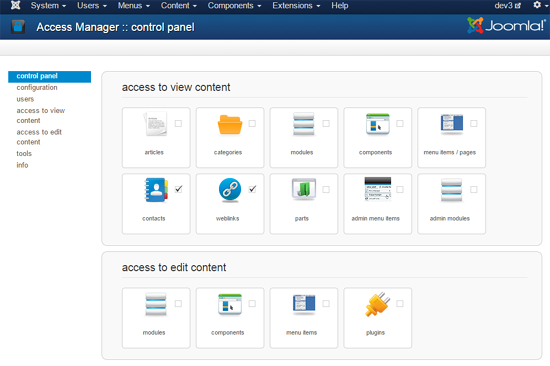 System Users Menus Content Components Extensions Help dev3
Access Manager :: control panel Joomla!
control panel
configuration
users
access to view
content
access to edit
content
tools
info
access to view content
articles categories modules components menu items / pages
contacts weblinks parts admin menu items admin modules
access to edit content
modules components menu items plugins